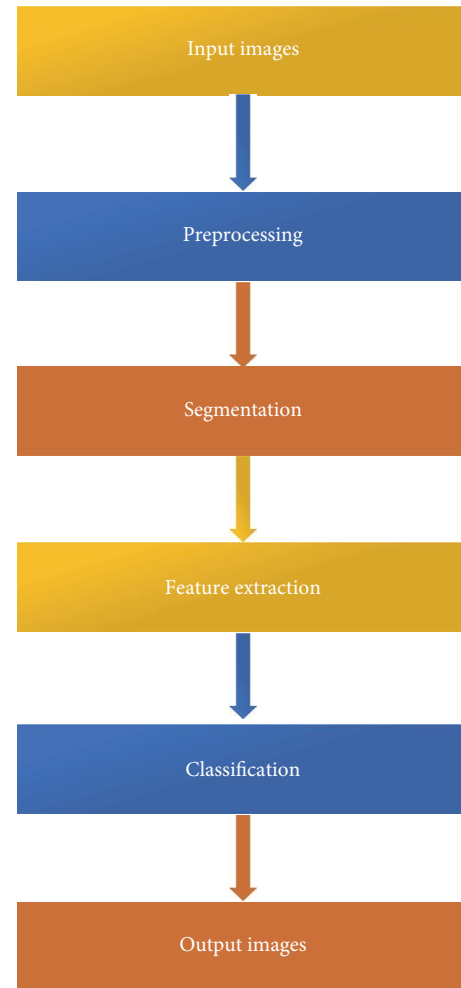 Input images
Preprocessing
Segmentation
Feature extraction
Classification
Output images